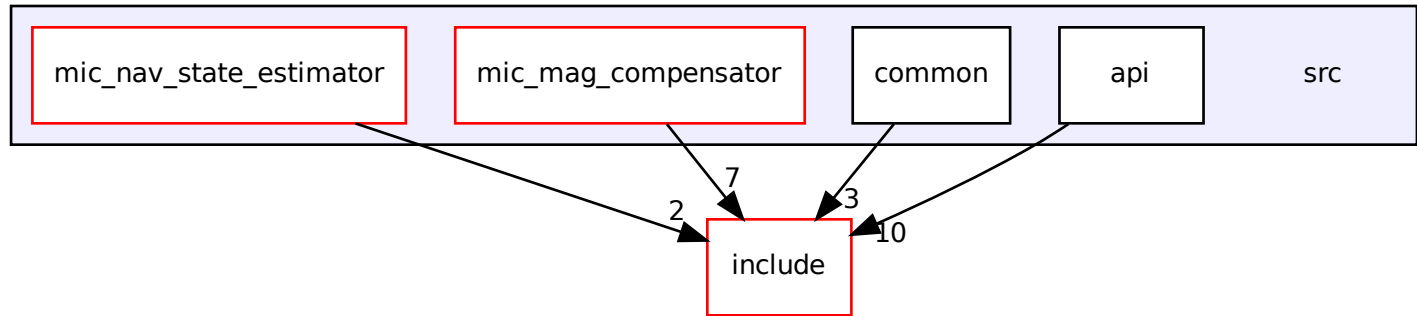 mic_nav_state_estimator
mic_mag_compensator
common
api
src
2
7
3
10
include